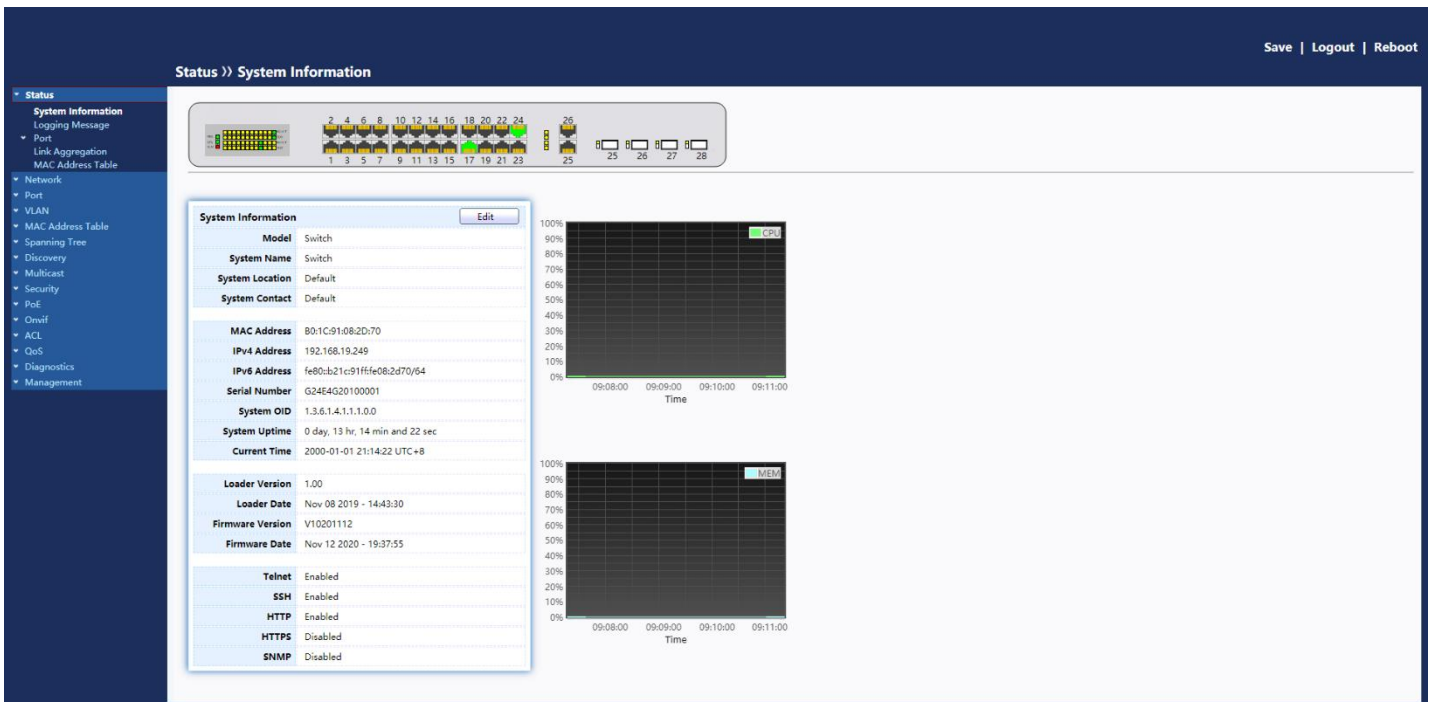 Save | Logout | Reboot
Status 》 System Information
Status
System Information
Logging Message
Port
Link Aggregation
MAC Address Table
Network
Port
VLAN
MAC Address Table
Spanning Tree
Discovery
Multicast
Security
PoE
Onvif
ACL
QoS
Diagnostics
Management
2 4 6 8 10 12 14 16 18 20 22 24 26
1 3 5 7 9 11 13 15 17 19 21 23 25 25 26 27 28
System Information Edit
Model Switch
System Name Switch
System Location Default
System Contact Default
MAC Address B0:1C:91:08:2D:70
IPv4 Address 192.168.19.249
IPv6 Address fe80::b21c:91ff:fe08:2d70/64
Serial Number G24E4G20100001
System OID 1.3.6.1.4.1.1.1.0.0
System Uptime 0 day, 13 hr, 14 min and 22 sec
Current Time 2000-01-01 21:14:22 UTC+8
Loader Version 1.00
Loader Date Nov 08 2019 - 14:43:30
Firmware Version V10201112
Firmware Date Nov 12 2020 - 19:37:55
Telnet Enabled
SSH Enabled
HTTP Enabled
HTTPS Disabled
SNMP Disabled
CPU
100%
90%
80%
70%
60%
50%
40%
30%
20%
10%
0%
09:08:00 09:09:00 09:10:00 09:11:00
Time
MEM
100%
90%
80%
70%
60%
50%
40%
30%
20%
10%
0%
09:08:00 09:09:00 09:10:00 09:11:00
Time